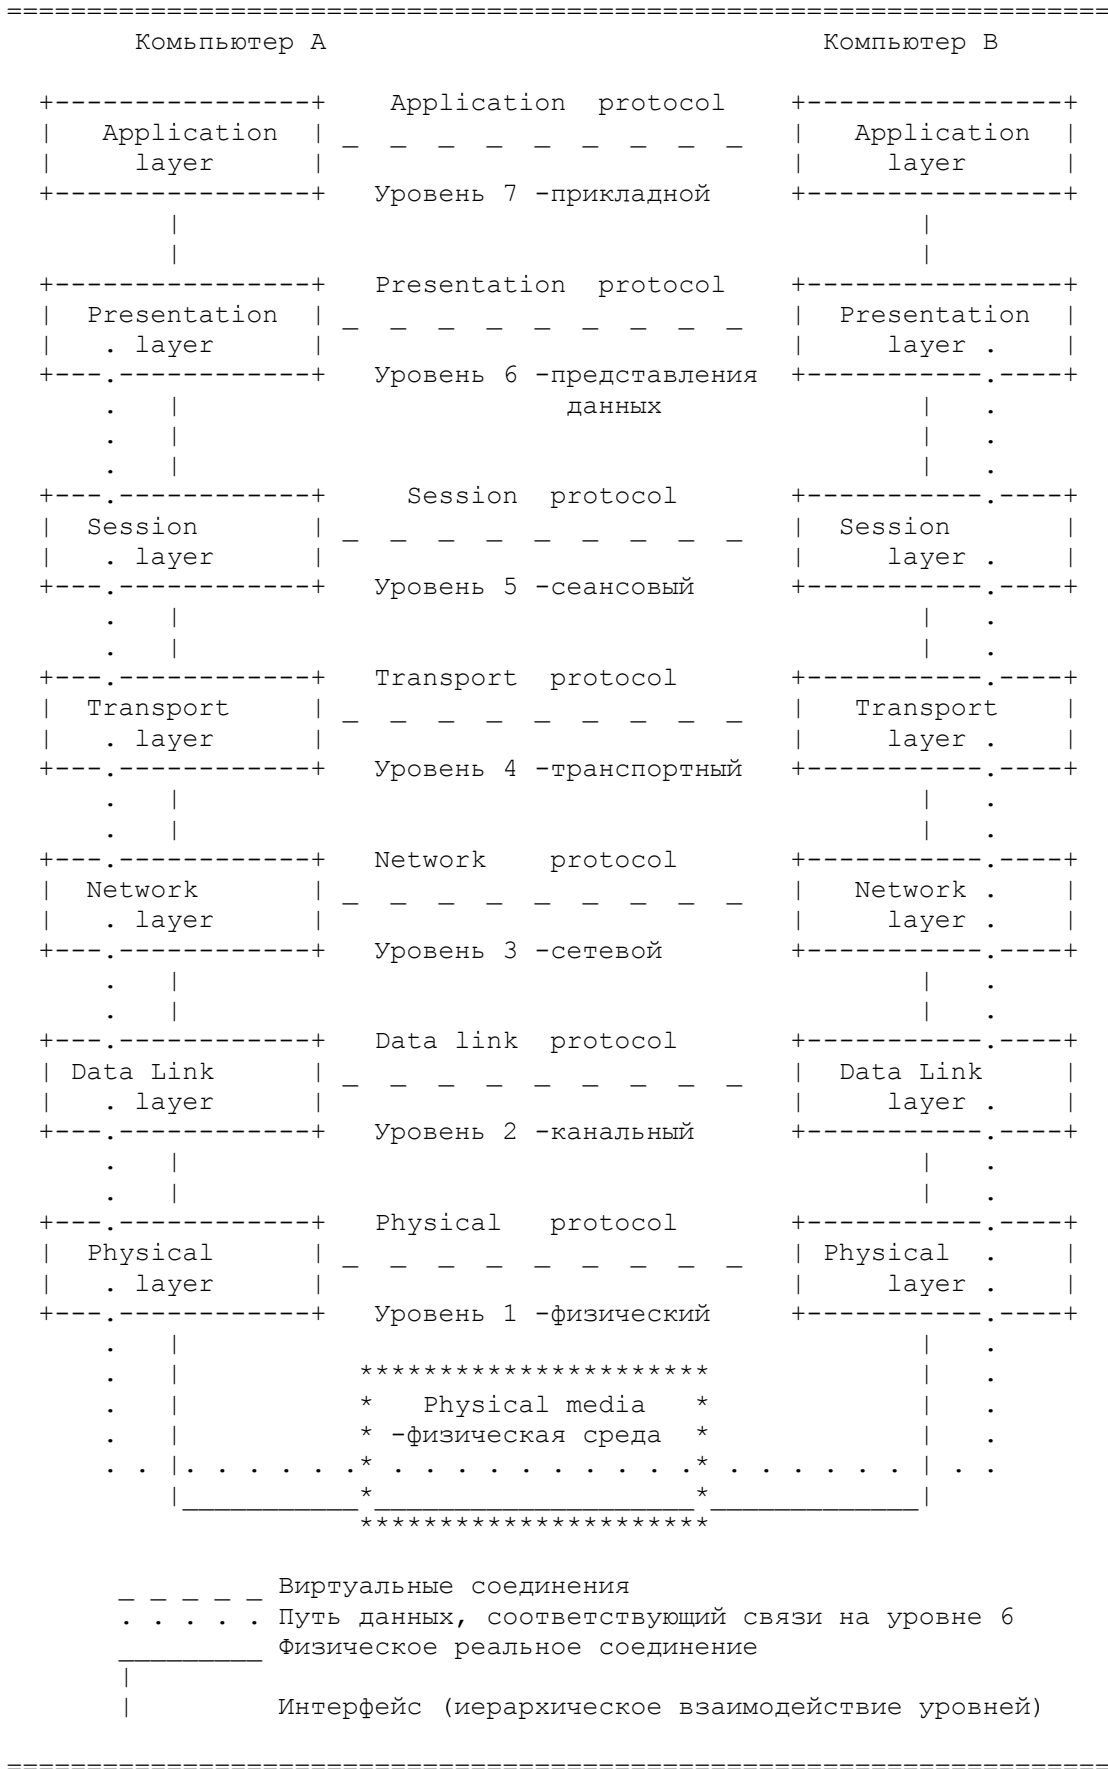 Комьпьютер А Компьютер В
Application protocol
Application Application
layer layer
Уровень 7 -прикладной
Presentation protocol
Presentation Presentation
. layer layer .
Уровень 6 -представления
данных
Session protocol
Session Session
. layer layer .
Уровень 5 -сеансовый
Transport protocol
Transport Transport
. layer layer .
Уровень 4 -транспортный
Network protocol
Network Network .
. layer layer .
Уровень 3 -сетевой
Data link protocol
Data Link Data Link
. layer layer .
Уровень 2 -канальный
Physical protocol
Physical Physical .
. layer layer .
Уровень 1 -физический
Physical media
-физическая среда
Виртуальные соединения
Путь данных, соответствующий связи на уровне 6
Физическое реальное соединение
Интерфейс (иерархическое взаимодействие уровней)